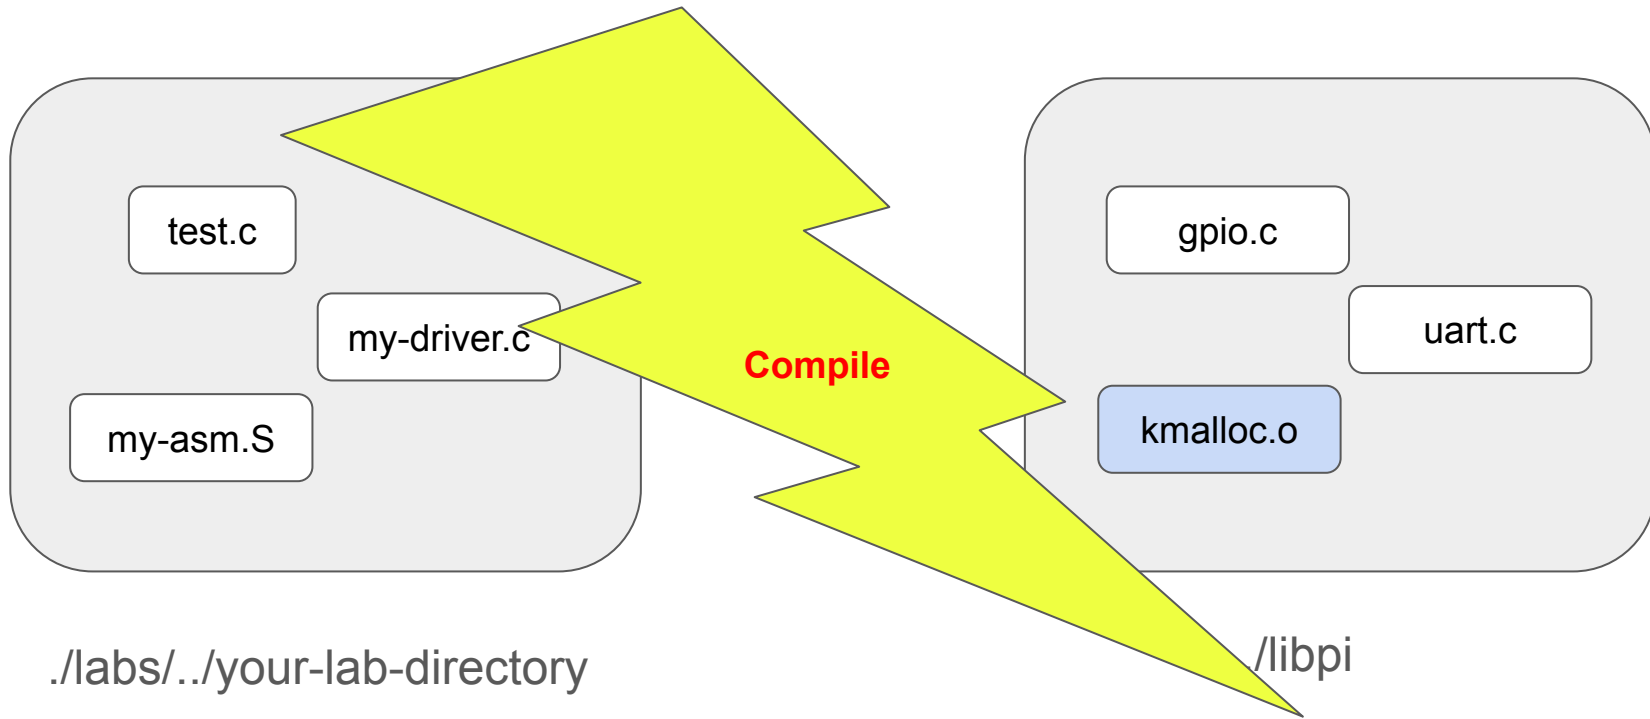 test.c
my-driver.c
my-asm.S
Compile
gpio.c
uart.c
kmalloc.o
./labs/../your-lab-directory
./libpi